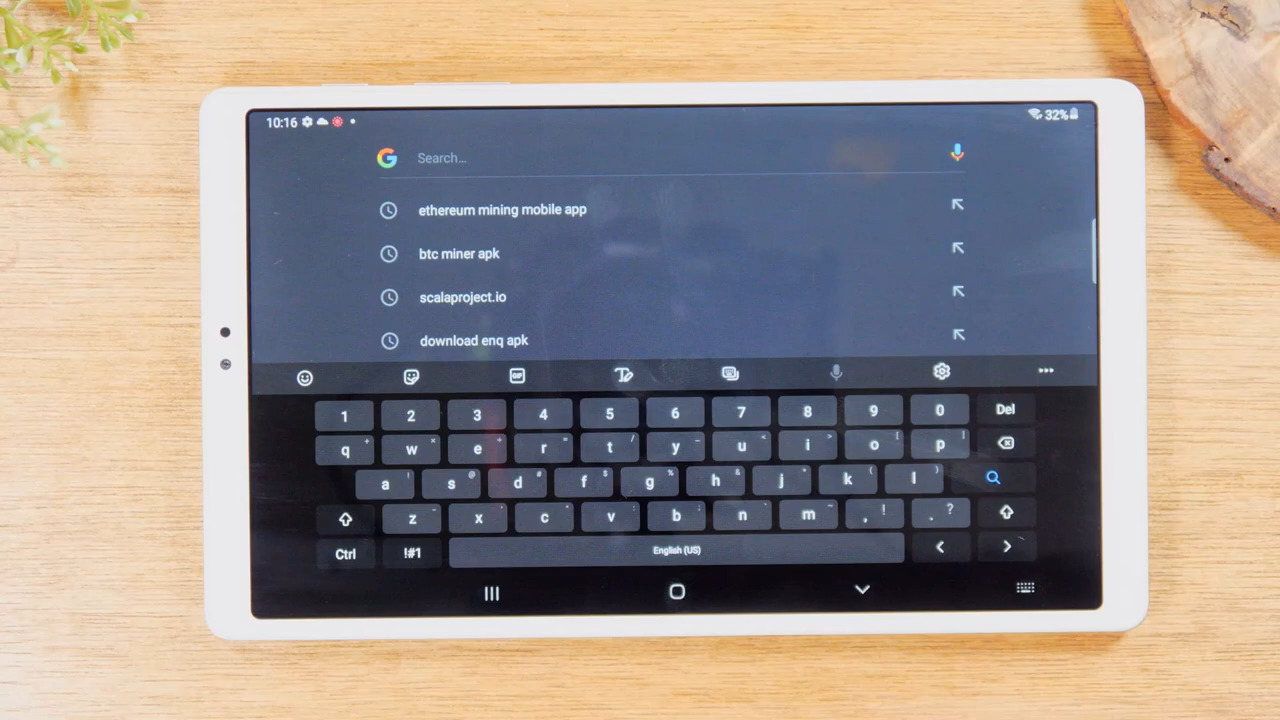 10:16 32%
Search...
ethereum mining mobile app
btc miner apk
scalaproject.io
download enq apk
GIF
1 2 3 4 5 6 7 8 9 0 Del
q w e r t y u i o p
a s d f g h j k l
z x c v b n m , ! . ?
Ctrl !#1 English (US) < >